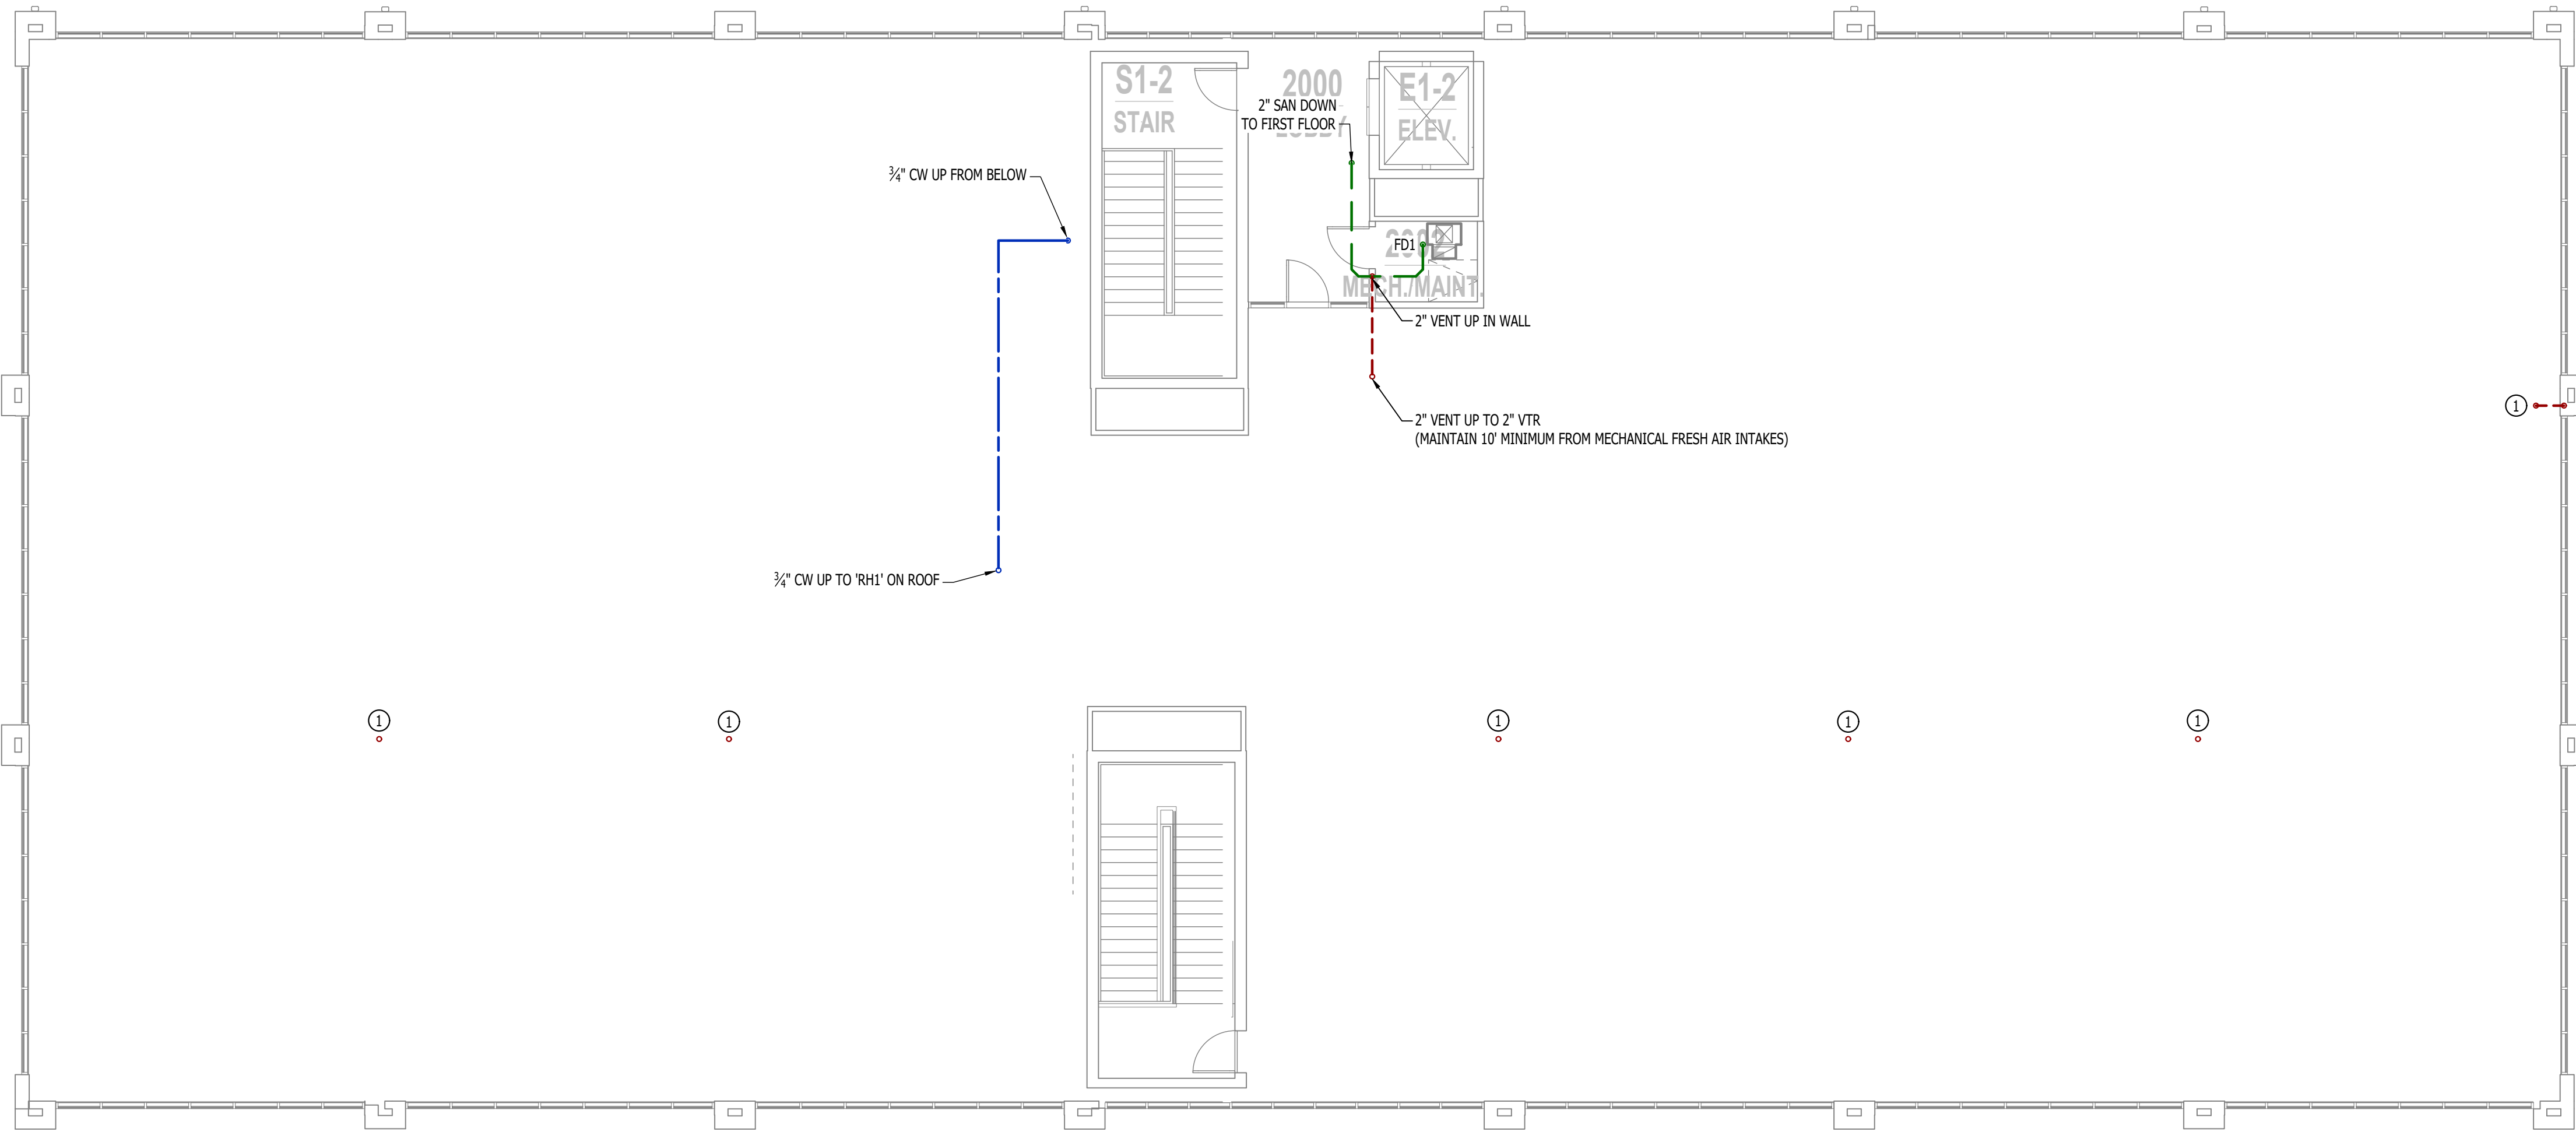 S1-2
STAIR
2000
LOBBY
E1-2
ELEV.
2" SAN DOWN
TO FIRST FLOOR
¾" CW UP FROM BELOW
2002
MECH./MAINT.
FD1
2" VENT UP IN WALL
2" VENT UP TO 2" VTR
(MAINTAIN 10' MINIMUM FROM MECHANICAL FRESH AIR INTAKES)
1
¾" CW UP TO 'RH1' ON ROOF
1
1
1
1
1